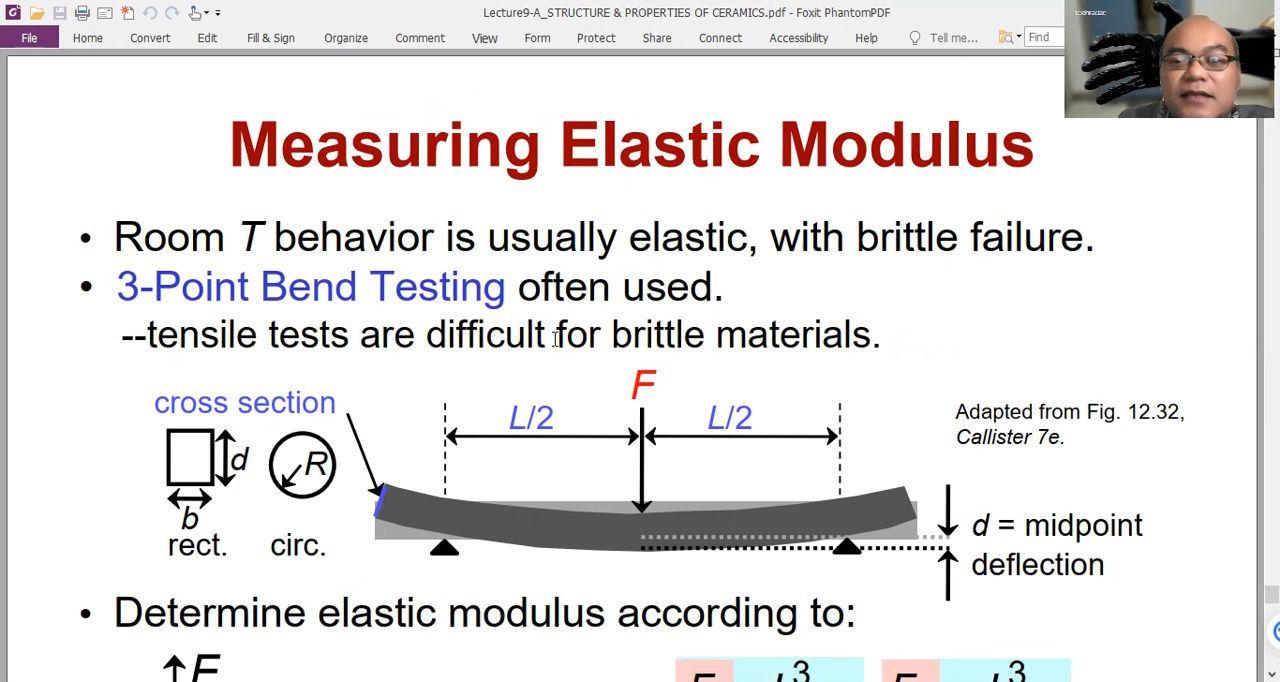 Lecture9-A_STRUCTURE & PROPERTIES OF CERAMICS.pdf - Foxit PhantomPDF
File Home Convert Edit Fill & Sign Organize Comment View Form Protect Share Connect Accessibility Help Tell me... Find
techradar.
Measuring Elastic Modulus
• Room T behavior is usually elastic, with brittle failure.
• 3-Point Bend Testing often used.
--tensile tests are difficult for brittle materials.
F
cross section
L/2 L/2
Adapted from Fig. 12.32,
Callister 7e.
d R
b
rect. circ.
d = midpoint
deflection
• Determine elastic modulus according to:
F
3 3